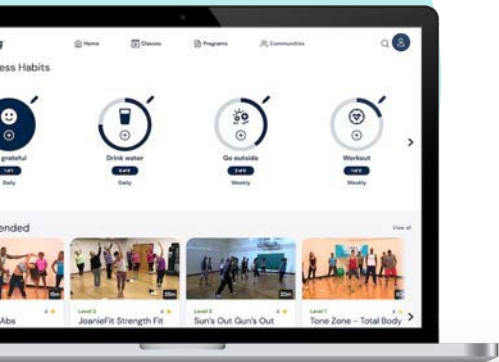 g
Home
Classes
Programs
Communities
ess Habits
grateful
Drink water
Go outside
Workout
Daily
Daily
Weekly
Weekly
ended
View all
Level 2
Level 2
Level 1
Abs
JoanieFit Strength Fit
Sun's Out Gun's Out
Tone Zone - Total Body